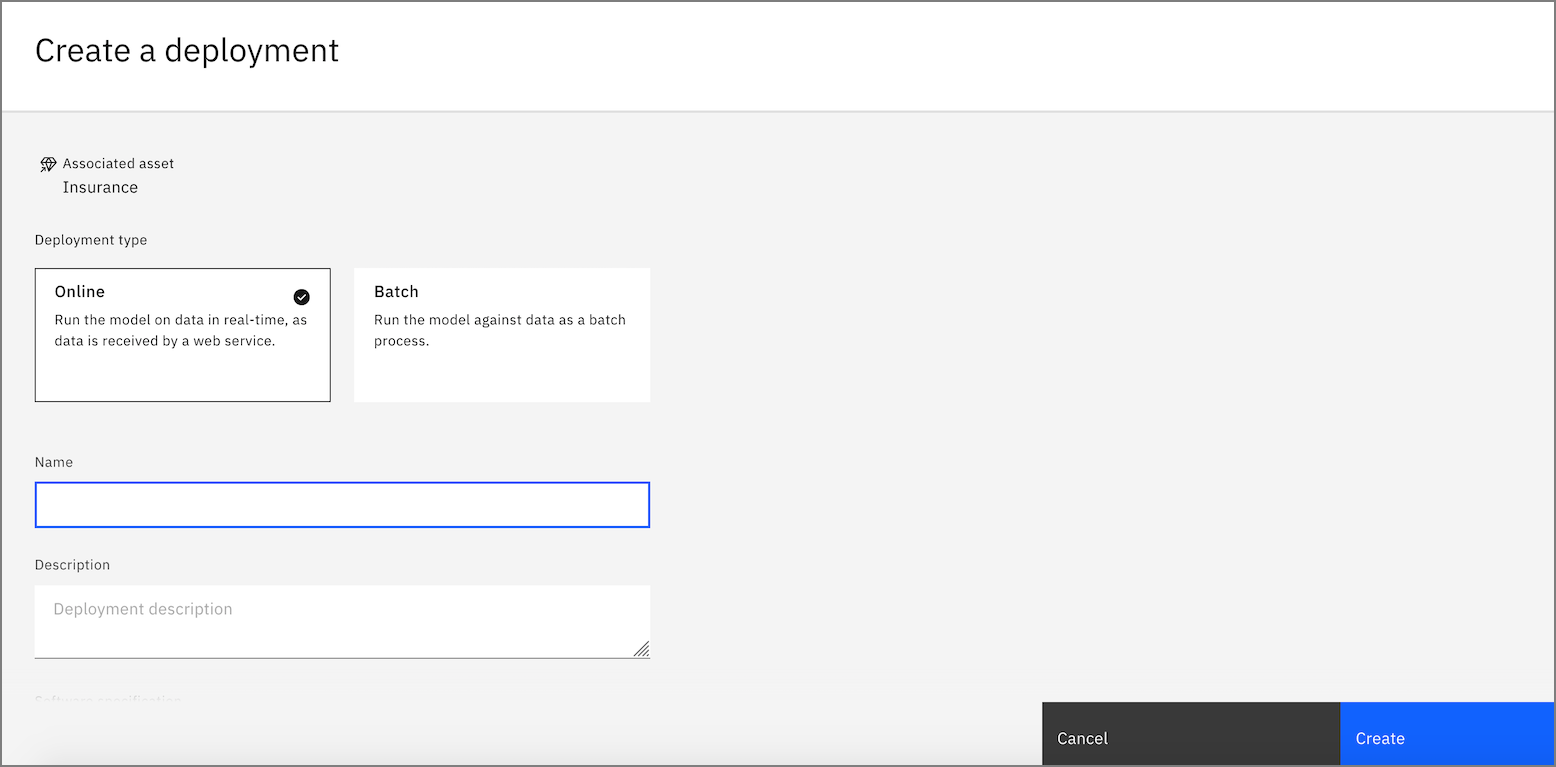 Create a deployment
Associated asset
Insurance
Deployment type
Online
Run the model on data in real-time, as
data is received by a web service.
Batch
Run the model against data as a batch
process.
Name
Description
Deployment description
Software specification
Cancel
Create